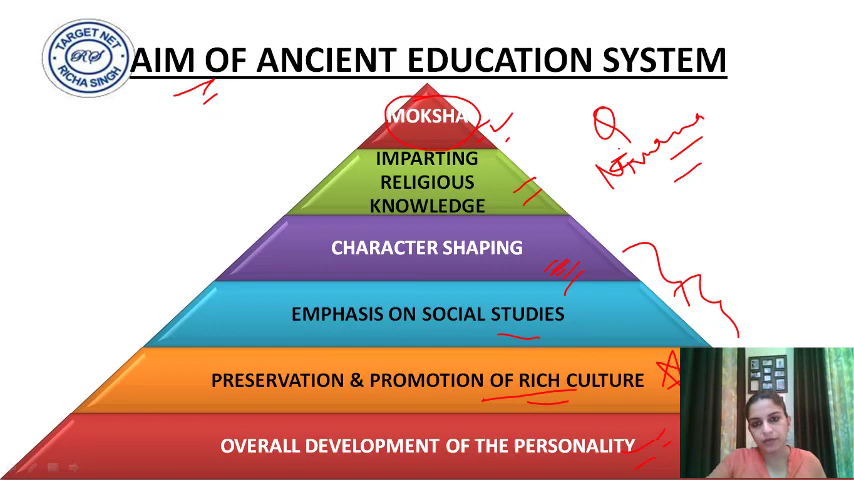 TARGET NET
RS
RICHA SINGH
AIM OF ANCIENT EDUCATION SYSTEM
MOKSHA
IMPARTING
RELIGIOUS
KNOWLEDGE
CHARACTER SHAPING
EMPHASIS ON SOCIAL STUDIES
PRESERVATION & PROMOTION OF RICH CULTURE
OVERALL DEVELOPMENT OF THE PERSONALITY